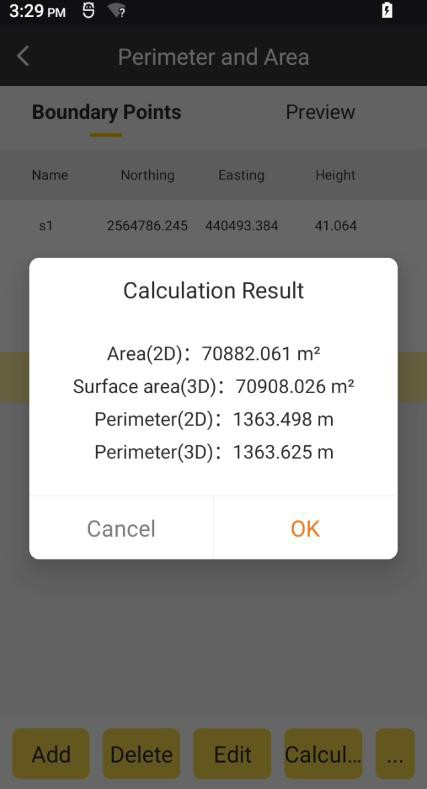 3:29 PM
Perimeter and Area
Boundary Points Preview
Name Northing Easting Height
s1 2564786.245 440493.384 41.064
Calculation Result
Area(2D): 70882.061 m²
Surface area(3D): 70908.026 m²
Perimeter(2D): 1363.498 m
Perimeter(3D): 1363.625 m
Cancel OK
Add Delete Edit Calcul... ...